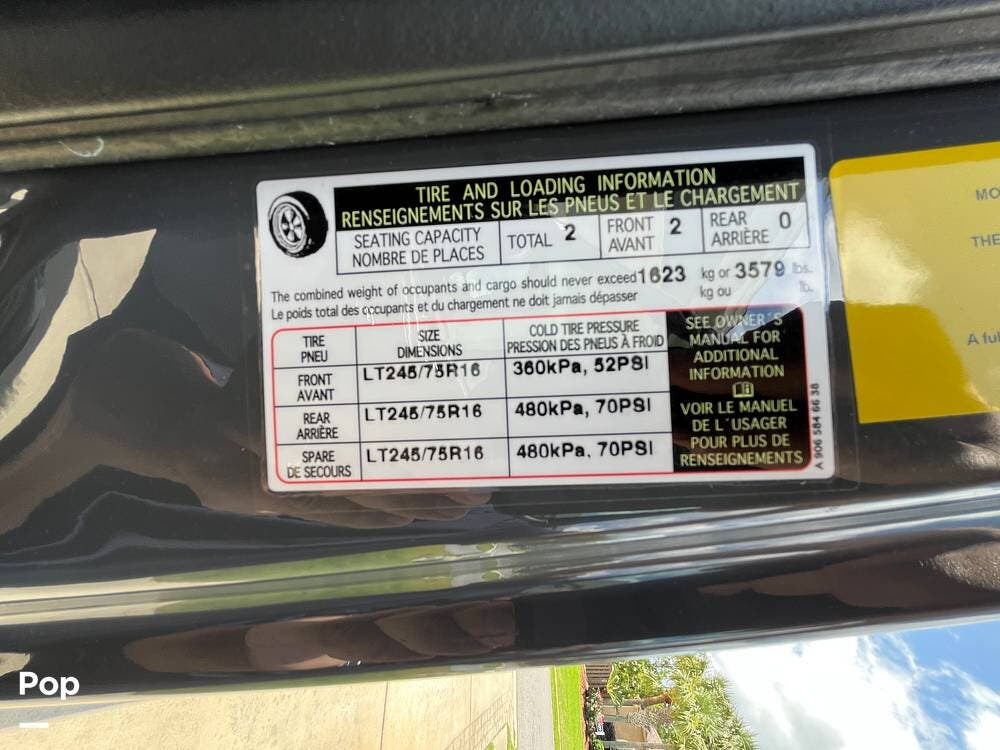 TIRE AND LOADING INFORMATION
RENSEIGNEMENTS SUR LES PNEUS ET LE CHARGEMENT
SEATING CAPACITY
NOMBRE DE PLACES
TOTAL 2
FRONT
AVANT
2
REAR
ARRIÈRE
0
The combined weight of occupants and cargo should never exceed 1623 kg or 3579 lbs.
Le poids total des occupants et du chargement ne doit jamais dépasser kg ou lb.
TIRE
PNEU
SIZE
DIMENSIONS
COLD TIRE PRESSURE
PRESSION DES PNEUS À FROID
FRONT
AVANT
LT245/75R16
360kPa, 52PSI
REAR
ARRIÈRE
LT245/75R16
480kPa, 70PSI
SPARE
DE SECOURS
LT245/75R16
480kPa, 70PSI
SEE OWNER´S
MANUAL FOR
ADDITIONAL
INFORMATION
VOIR LE MANUEL
DE L´USAGER
POUR PLUS DE
RENSEIGNEMENTS
A 906 584 66 38
MO
THE
A ful
Pop